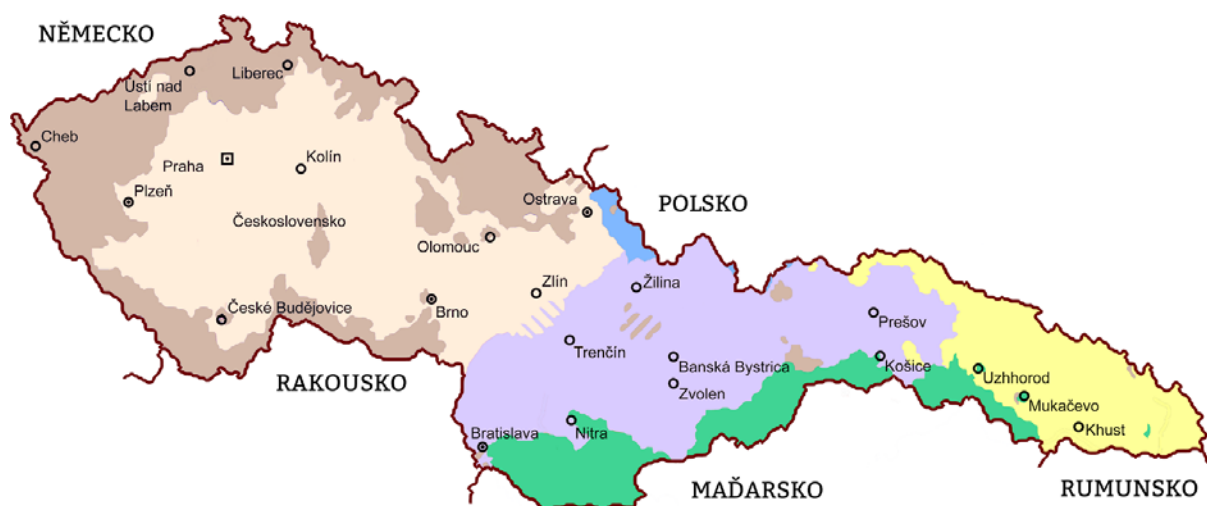 NĚMECKO
Liberec
Ústí nad
Labem
Cheb
Kolín
Praha
Plzeň
Ostrava
POLSKO
Československo
Olomouc
Zlín
Žilina
České Budějovice
Brno
Prešov
Trenčín
Banská Bystrica
Košice
Uzhhorod
RAKOUSKO
Zvolen
Mukačevo
Nitra
Khust
Bratislava
MAĎARSKO
RUMUNSKO